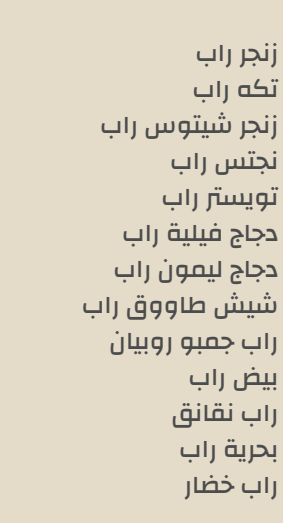 زنجر راب
تكه راب
زنجر شيتوس راب
نجتس راب
تويستر راب
دجاج فيلية راب
دجاج ليمون راب
شيش طاووق راب
راب جمبو روبيان
بيض راب
راب نقانق
بحرية راب
راب خضار